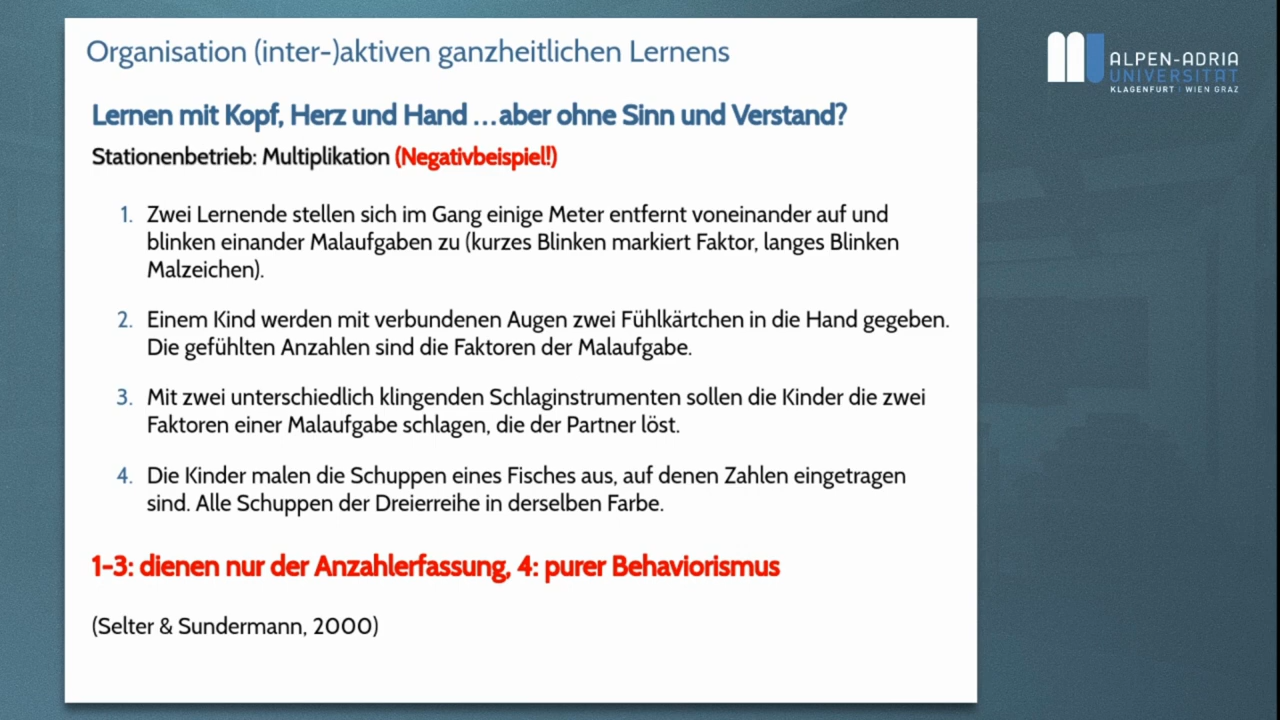 Organisation (inter-)aktiven ganzheitlichen Lernens
ALPEN-ADRIA
UNIVERSITÄT
KLAGENFURT | WIEN GRAZ
Lernen mit Kopf, Herz und Hand …aber ohne Sinn und Verstand?
Stationenbetrieb: Multiplikation (Negativbeispiel!)
1. Zwei Lernende stellen sich im Gang einige Meter entfernt voneinander auf und
blinken einander Malaufgaben zu (kurzes Blinken markiert Faktor, langes Blinken
Malzeichen).
2. Einem Kind werden mit verbundenen Augen zwei Fühlkärtchen in die Hand gegeben.
Die gefühlten Anzahlen sind die Faktoren der Malaufgabe.
3. Mit zwei unterschiedlich klingenden Schlaginstrumenten sollen die Kinder die zwei
Faktoren einer Malaufgabe schlagen, die der Partner löst.
4. Die Kinder malen die Schuppen eines Fisches aus, auf denen Zahlen eingetragen
sind. Alle Schuppen der Dreierreihe in derselben Farbe.
1-3: dienen nur der Anzahlerfassung, 4: purer Behaviorismus
(Selter & Sundermann, 2000)